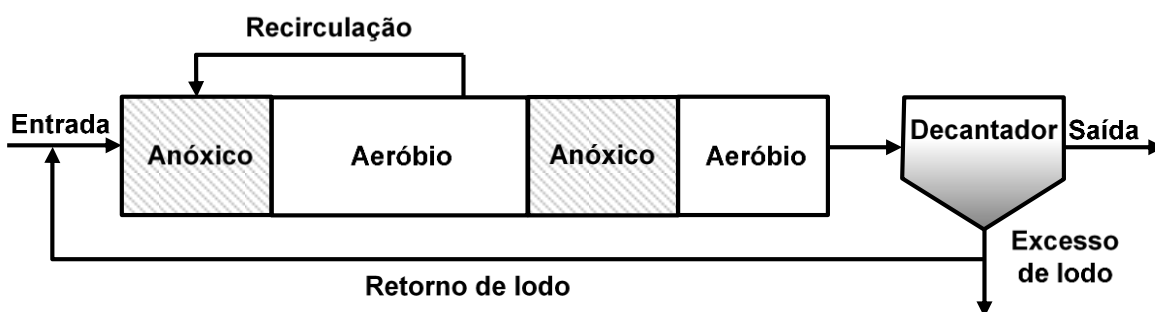 Recirculação
Entrada
Anóxico
Aeróbio
Anóxico
Aeróbio
Decantador
Saída
Retorno de lodo
Excesso
de lodo